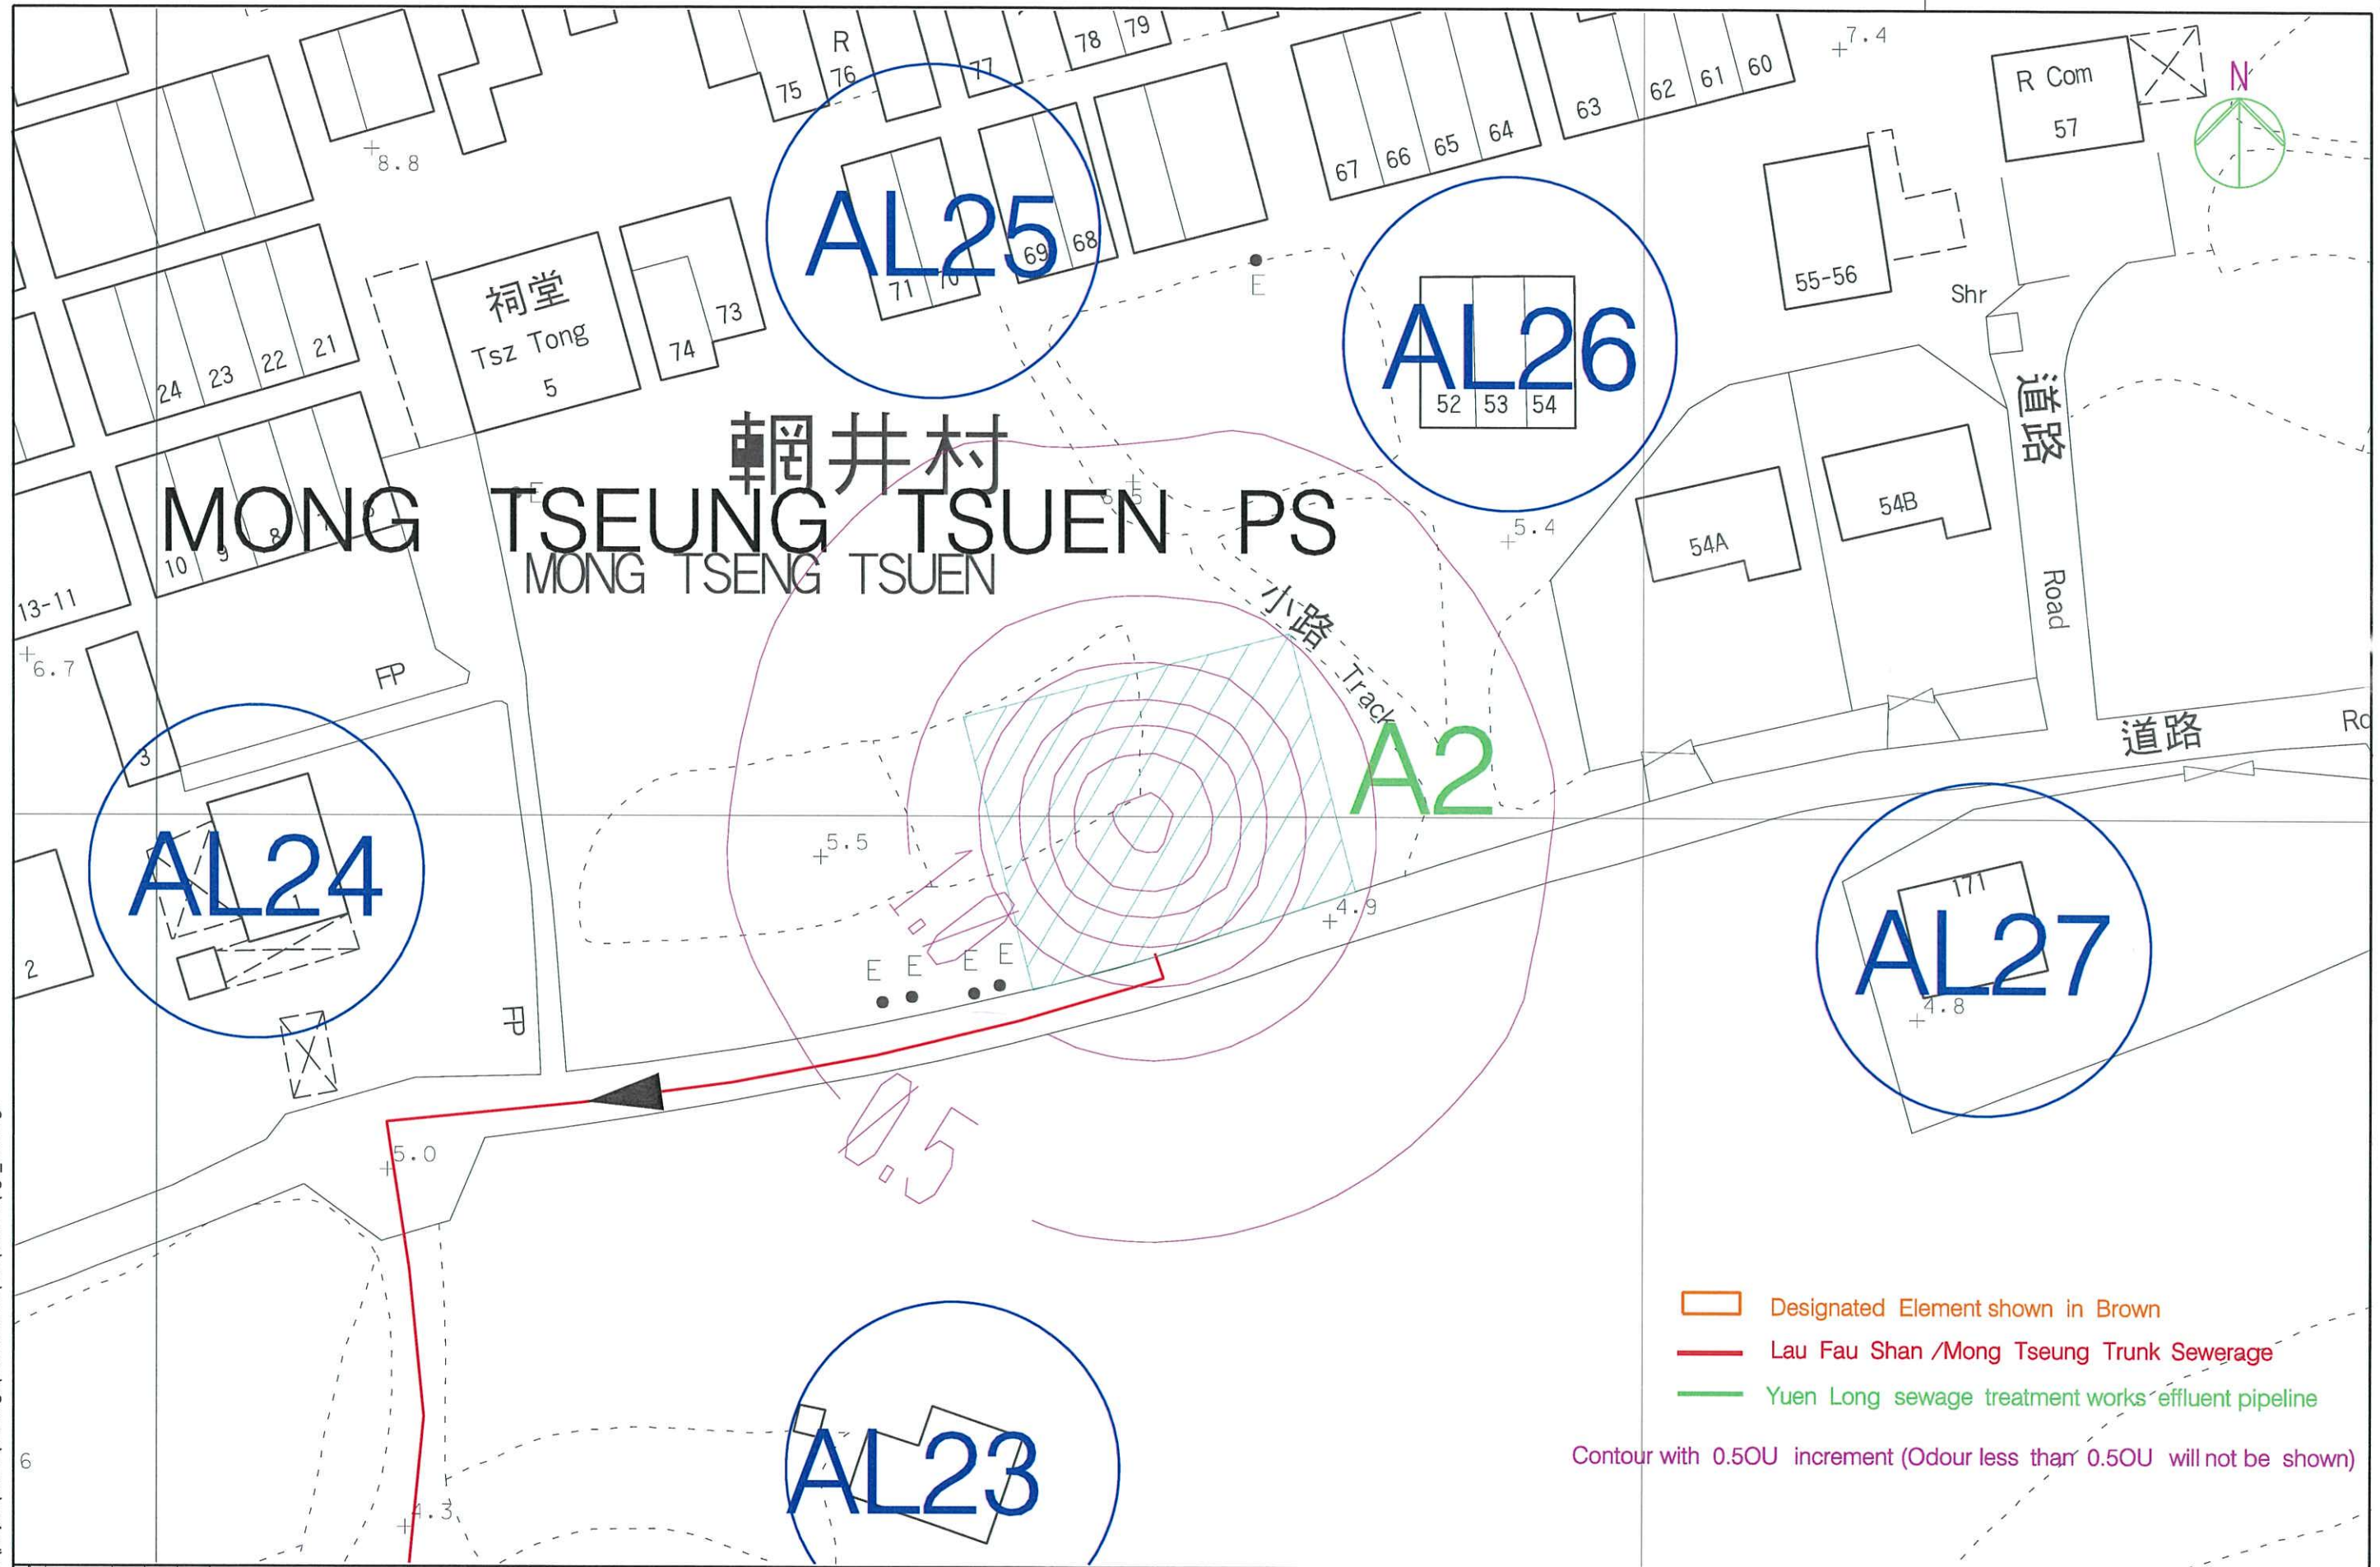 R
75
76
77
78
79
67
66
65
64
63
62
61
60
+7.4
R Com
57
N
+8.8
AL25
71
70
69
68
E
AL26
52
53
54
55-56
Shr
道路
Road
24
23
22
21
祠堂
Tsz Tong
5
74
73
輞井村
MONG TSEUNG TSUEN PS
MONG TSENG TSUEN
E
10
9
8
13-11
+6.7
+5.4
54A
54B
小路
Track
A2
FP
3
AL24
1
2
FP
+5.5
1.0
E
E
E
E
+4.9
道路
171
AL27
+4.8
0.5
+5.0
+4.3
6
AL23
Designated Element shown in Brown
Lau Fau Shan /Mong Tseung Trunk Sewerage
Yuen Long sewage treatment works effluent pipeline
Contour with 0.5OU increment (Odour less than 0.5OU will not be shown)